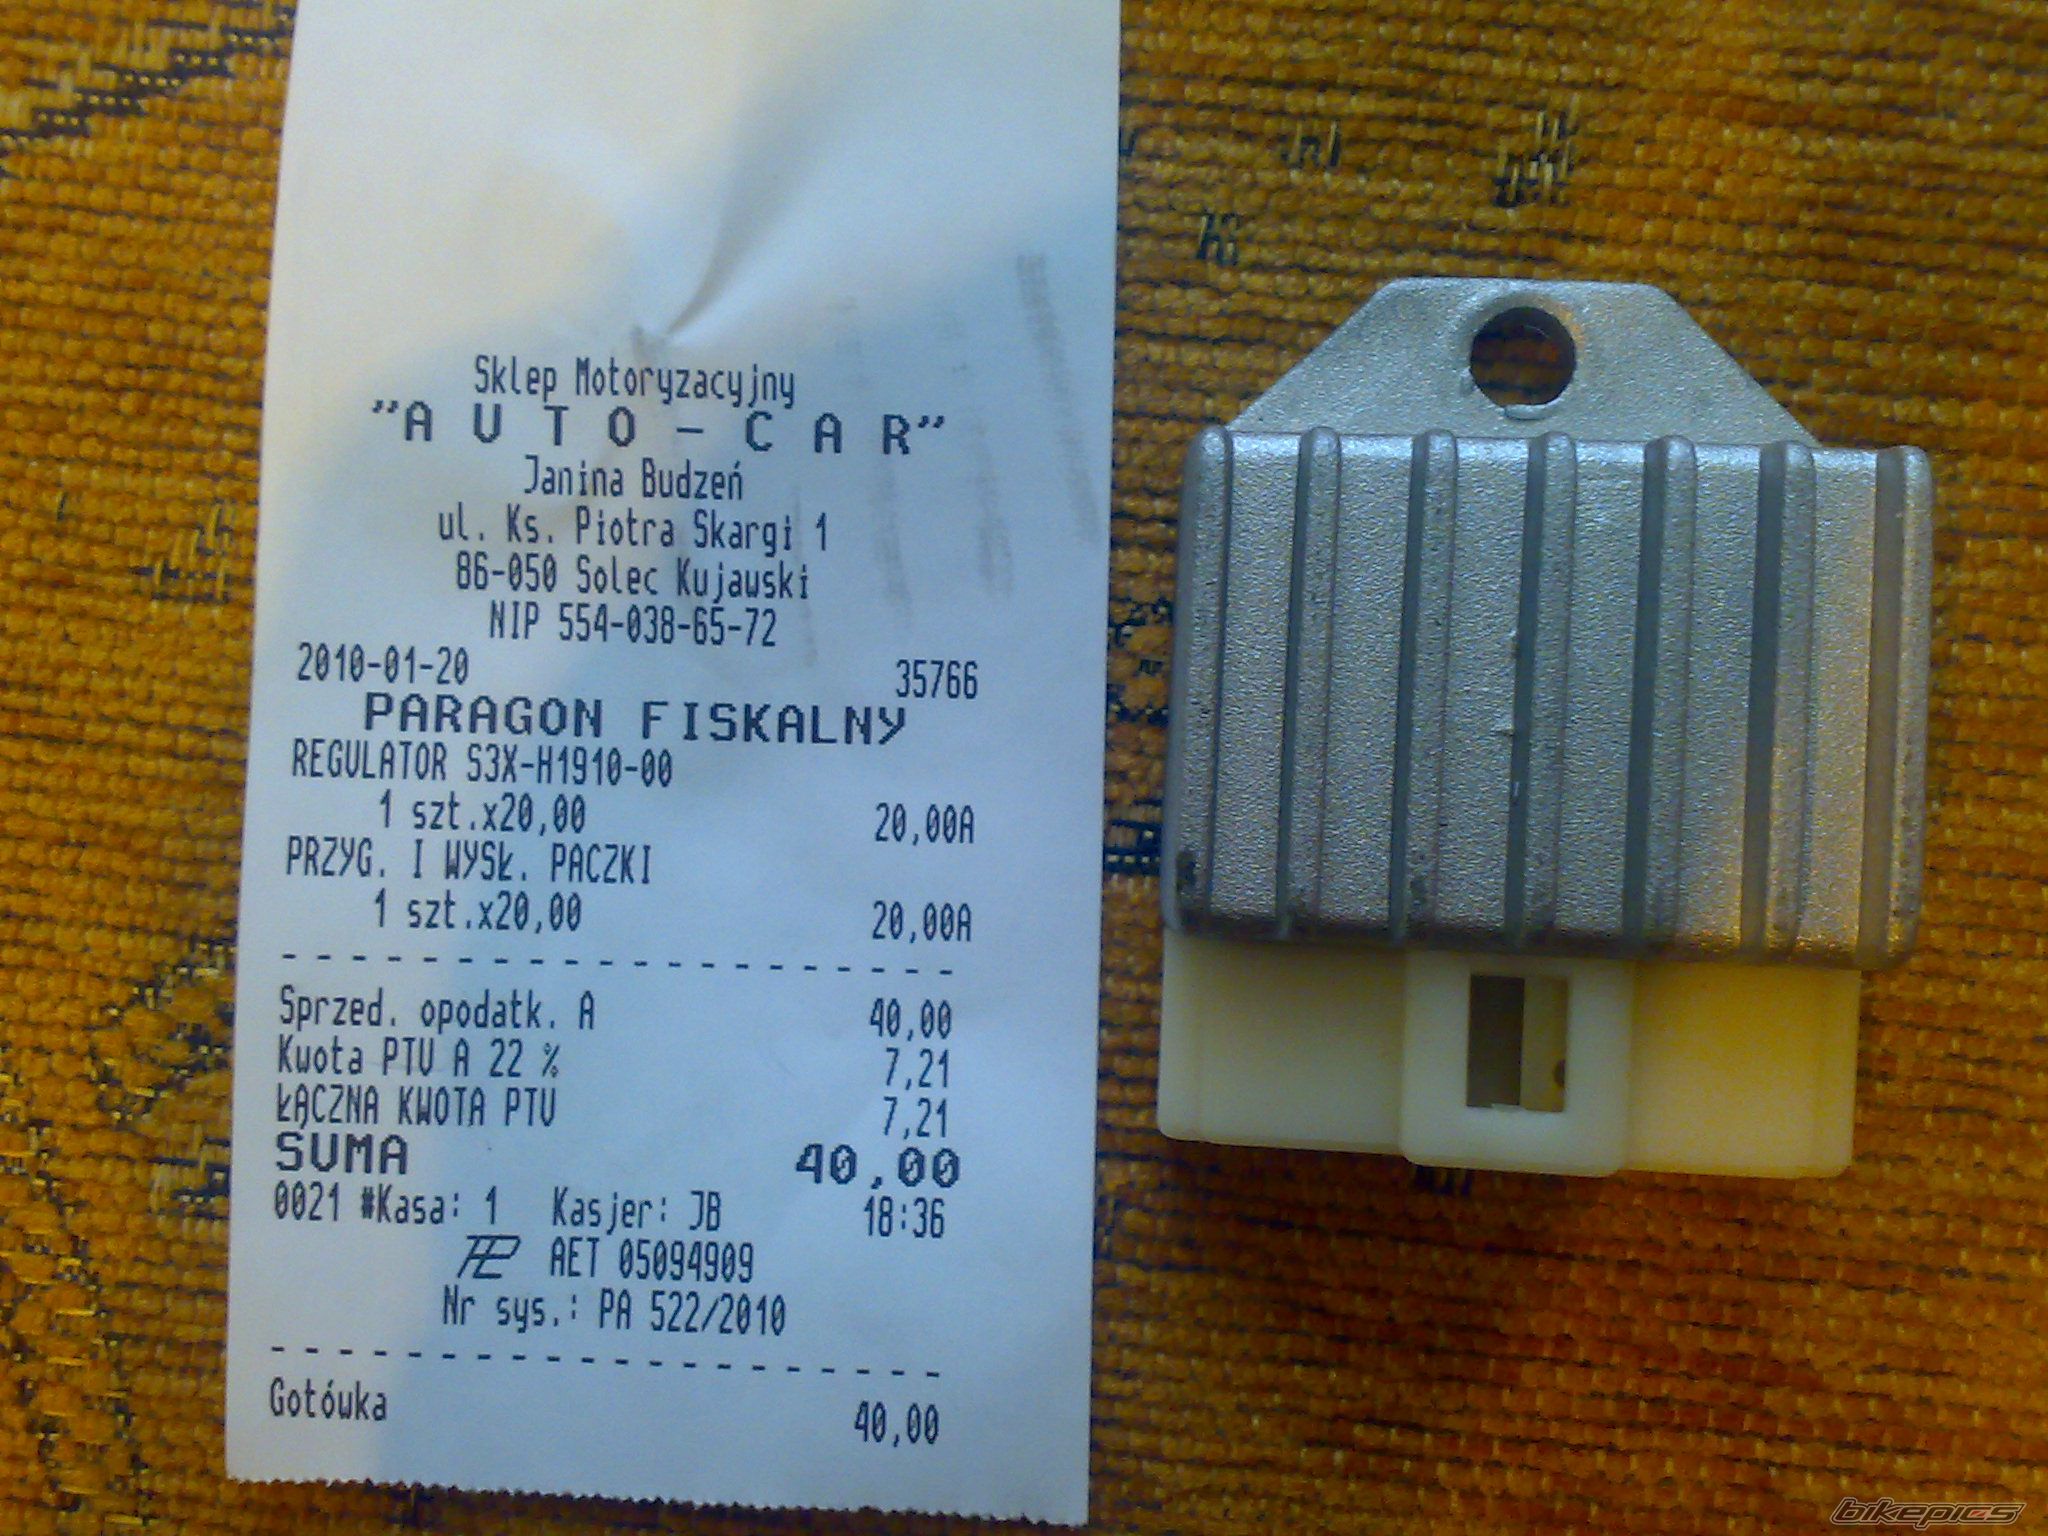 Sklep Motoryzacyjny
"AUTO-CAR"
Janina Budzeń
ul. Ks. Piotra Skargi 1
86-050 Solec Kujawski
NIP 554-038-65-72
2010-01-20 35766
PARAGON FISKALNY
REGULATOR S3X-H1910-00
1 szt.x20,00 20,00A
PRZYG. I WYSŁ. PACZKI
1 szt.x20,00 20,00A
Sprzed. opodatk. A 40,00
Kwota PTU A 22 % 7,21
ŁĄCZNA KWOTA PTU 7,21
SUMA 40,00
0021 #Kasa: 1 Kasjer: JB 18:36
AET 05094909
Nr sys.: PA 522/2010
Gotówka 40,00
bikepics